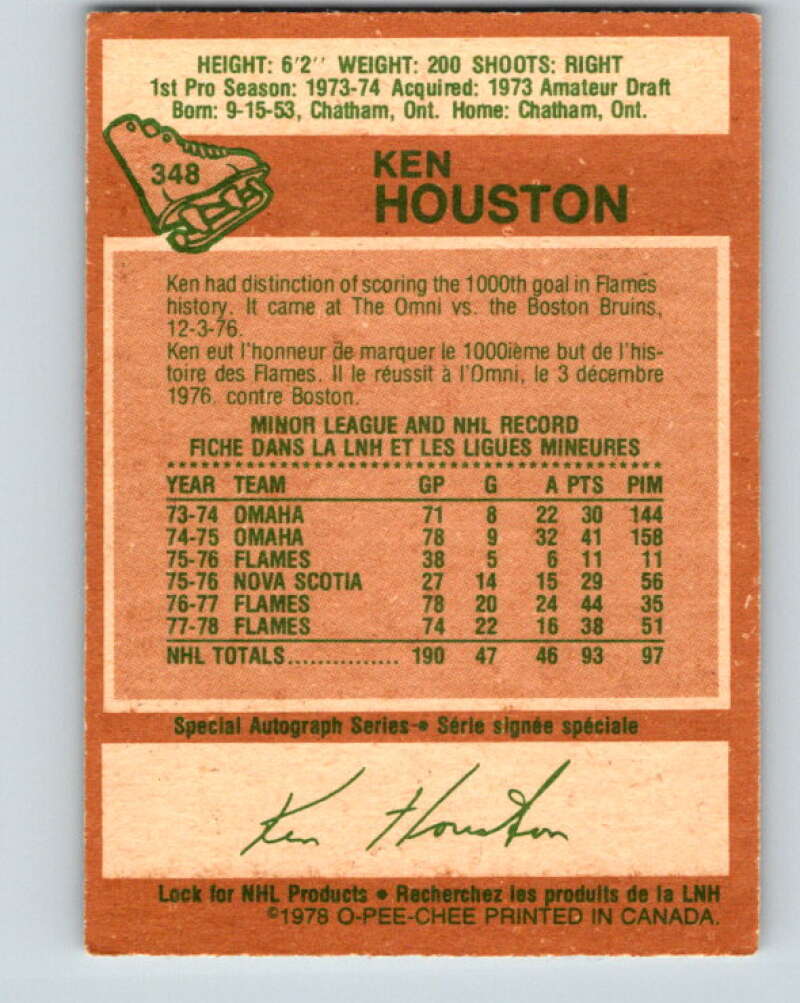 HEIGHT: 6'2'' WEIGHT: 200 SHOOTS: RIGHT
1st Pro Season: 1973-74 Acquired: 1973 Amateur Draft
Born: 9-15-53, Chatham, Ont. Home: Chatham, Ont.
348
KEN
HOUSTON
Ken had distinction of scoring the 1000th goal in Flames
history. It came at The Omni vs. the Boston Bruins,
12-3-76.
Ken eut l'honneur de marquer le 1000ième but de l'his-
toire des Flames. Il le réussit à l'Omni, le 3 décembre
1976, contre Boston.
MINOR LEAGUE AND NHL RECORD
FICHE DANS LA LNH ET LES LIGUES MINEURES
YEAR TEAM GP G A PTS PIM
73-74 OMAHA 71 8 22 30 144
74-75 OMAHA 78 9 32 41 158
75-76 FLAMES 38 5 6 11 11
75-76 NOVA SCOTIA 27 14 15 29 56
76-77 FLAMES 78 20 24 44 35
77-78 FLAMES 74 22 16 38 51
NHL TOTALS............... 190 47 46 93 97
Special Autograph Series-• Série signée spéciale
Ken Houston
Look for NHL Products • Recherchez les produits de la LNH
©1978 O-PEE-CHEE PRINTED IN CANADA.